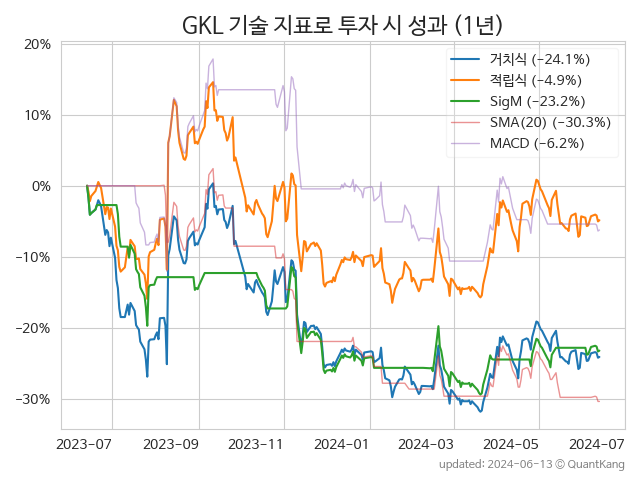 GKL 기술 지표로 투자 시 성과 (1년)
20%
10%
0%
−10%
−20%
−30%
거치식 (−24.1%)
적립식 (−4.9%)
SigM (−23.2%)
SMA(20) (−30.3%)
MACD (−6.2%)
2023−07 2023−09 2023−11 2024−01 2024−03 2024−05 2024−07
updated: 2024-06-13 ⓒ QuantKang